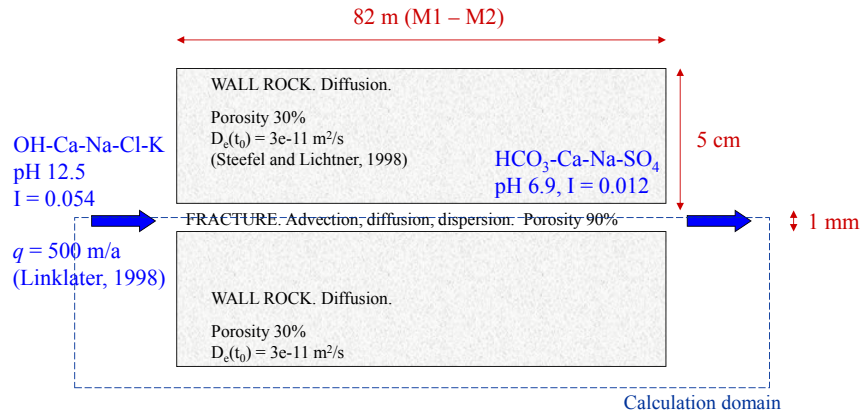 82 m (M1 – M2)
WALL ROCK. Diffusion.
Porosity 30%
Dₑ(t₀) = 3e-11 m²/s
(Steefel and Lichtner, 1998)
OH-Ca-Na-Cl-K
pH 12.5
I = 0.054
HCO₃-Ca-Na-SO₄
pH 6.9, I = 0.012
5 cm
FRACTURE. Advection, diffusion, dispersion. Porosity 90%
1 mm
q = 500 m/a
(Linklater, 1998)
WALL ROCK. Diffusion.
Porosity 30%
Dₑ(t₀) = 3e-11 m²/s
Calculation domain